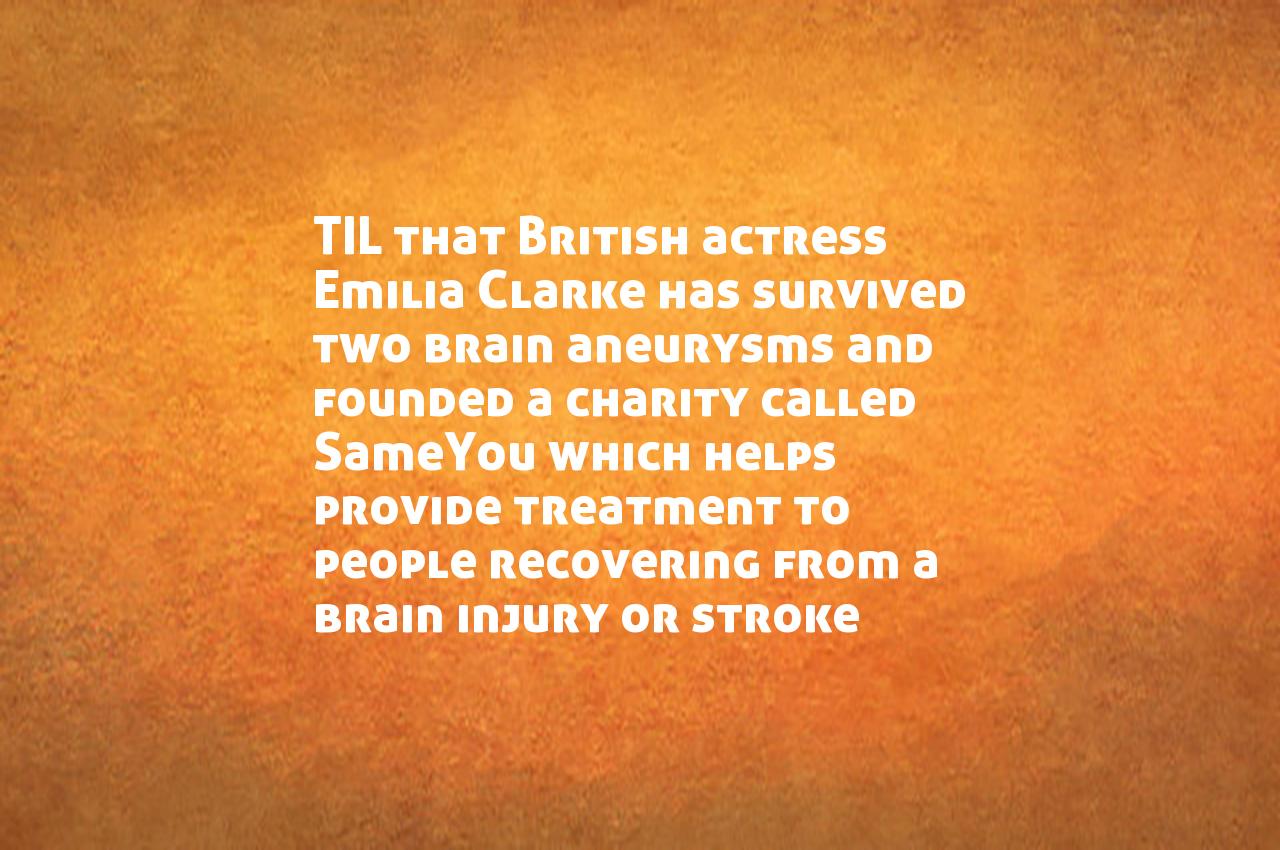 TIL that British actress
Emilia Clarke has survived
two brain aneurysms and
founded a charity called
SameYou which helps
provide treatment to
people recovering from a
brain injury or stroke